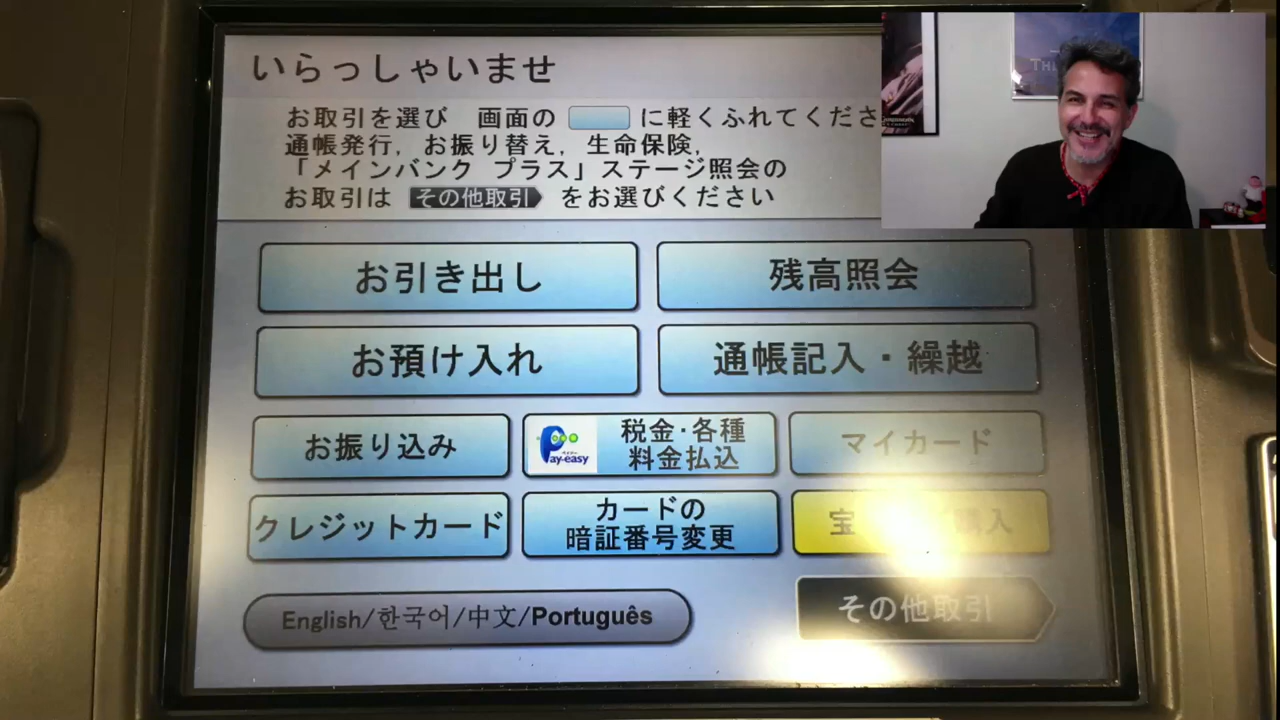 いらっしゃいませ
お取引を選び 画面の に軽くふれてくださ
通帳発行, お振り替え, 生命保険,
「メインバンク プラス」ステージ照会の
お取引は その他取引 をお選びください
お引き出し
残高照会
お預け入れ
通帳記入・繰越
お振り込み
Pay-easy
税金・各種
料金払込
マイカード
クレジットカード
カードの
暗証番号変更
宝 購入
English/한국어/中文/Português
その他取引